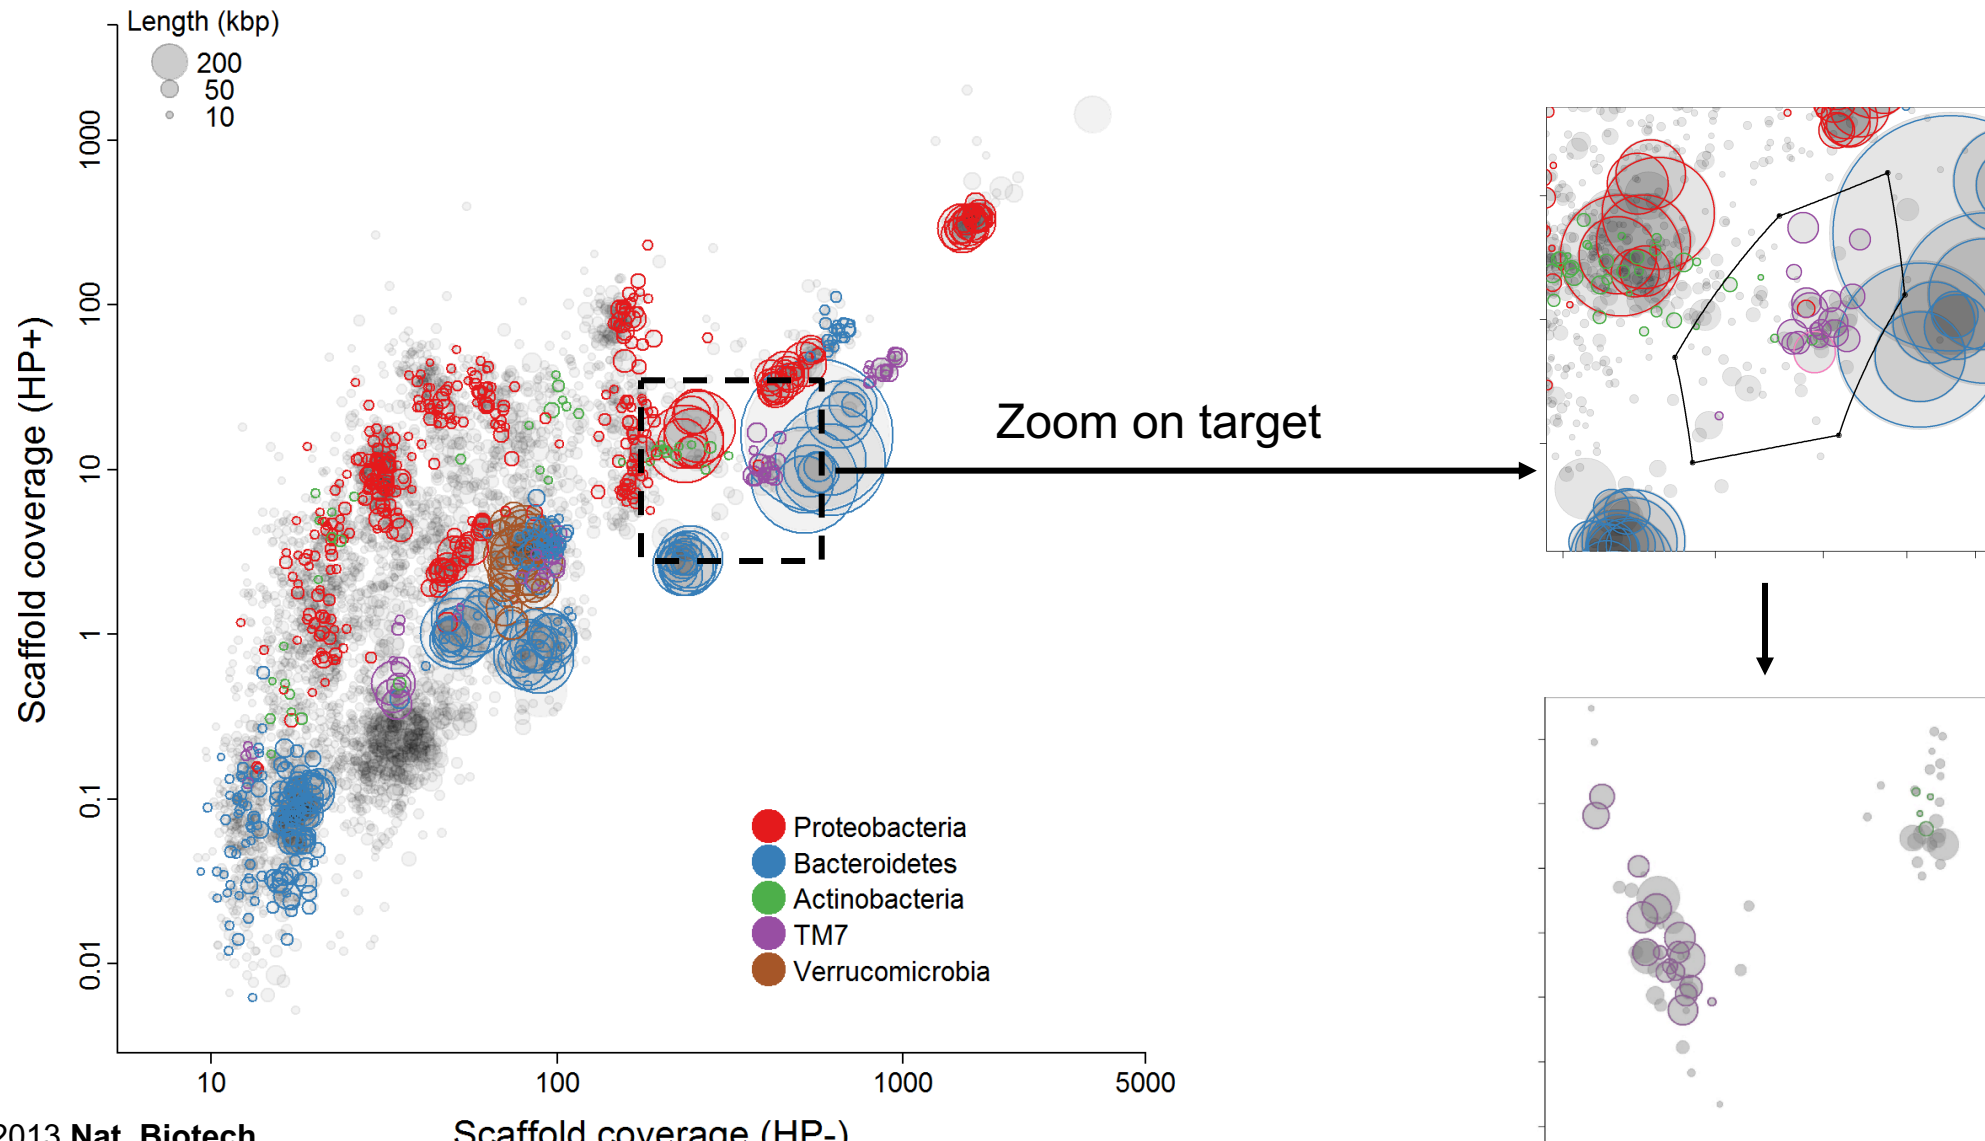 Length (kbp)
200
50
10
Scaffold coverage (HP+)
1000
100
10
1
0.1
0.01
Zoom on target
Proteobacteria
Bacteroidetes
Actinobacteria
TM7
Verrucomicrobia
10
100
1000
5000
Scaffold coverage (HP-)
2013 Nat. Biotech